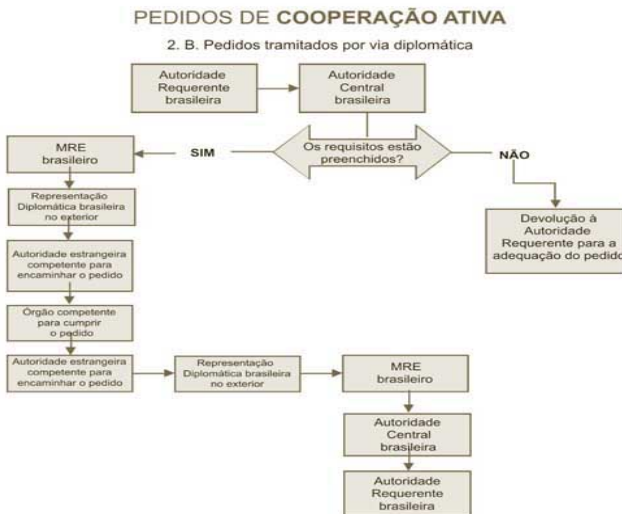 PEDIDOS DE COOPERAÇÃO ATIVA
2. B. Pedidos tramitados por via diplomática
Autoridade
Requerente
brasileira
Autoridade
Central
brasileira
Os requisitos estão
preenchidos?
SIM
NÃO
MRE
brasileiro
Representação
Diplomática brasileira
no exterior
Autoridade estrangeira
competente para
encaminhar o pedido
Órgão competente
para cumprir
o pedido
Autoridade estrangeira
competente para
encaminhar o pedido
Devolução à
Autoridade
Requerente para a
adequação do pedido
Representação
Diplomática brasileira
no exterior
MRE
brasileiro
Autoridade
Central
brasileira
Autoridade
Requerente
brasileira